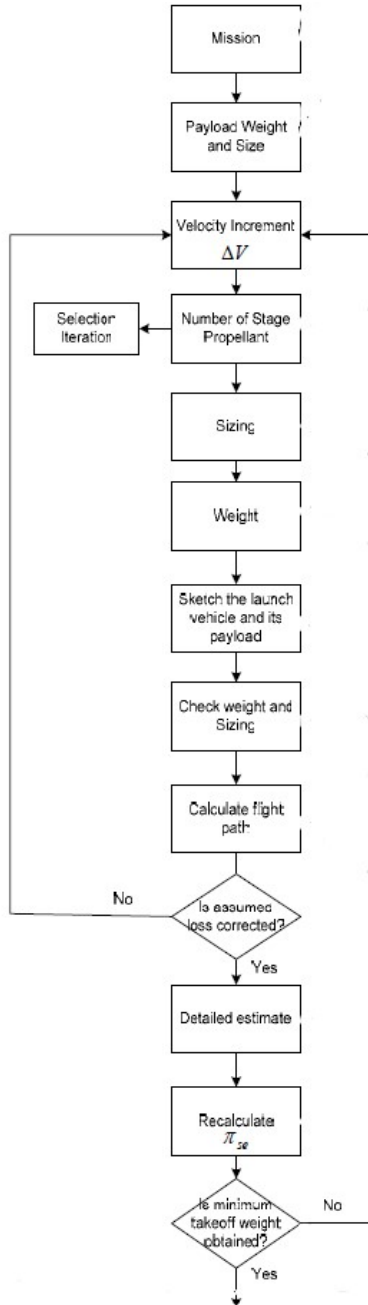 Mission
Payload Weight
and Size
Velocity Increment
ΔV
Selection
Iteration
Number of Stage
Propellant
Sizing
Weight
Sketch the launch
vehicle and its
payload
Check weight and
Sizing
Calculate flight
path
No
Is assumed
loss corrected?
Yes
Detailed estimate
Recalculate
π_se
Is minimum
takeoff weight
obtained?
No
Yes